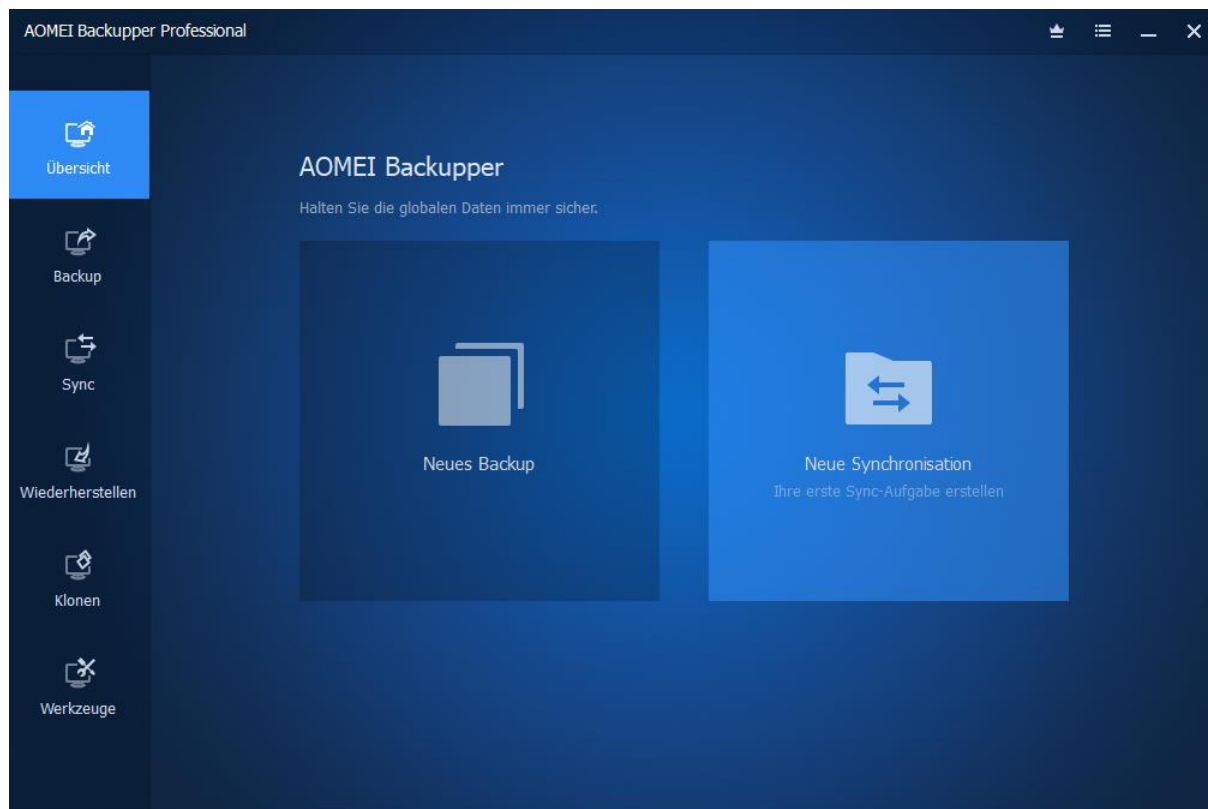 AOMEI Backupper Professional
Übersicht
Backup
Sync
Wiederherstellen
Klonen
Werkzeuge
AOMEI Backupper
Halten Sie die globalen Daten immer sicher.
Neues Backup
Neue Synchronisation
Ihre erste Sync-Aufgabe erstellen